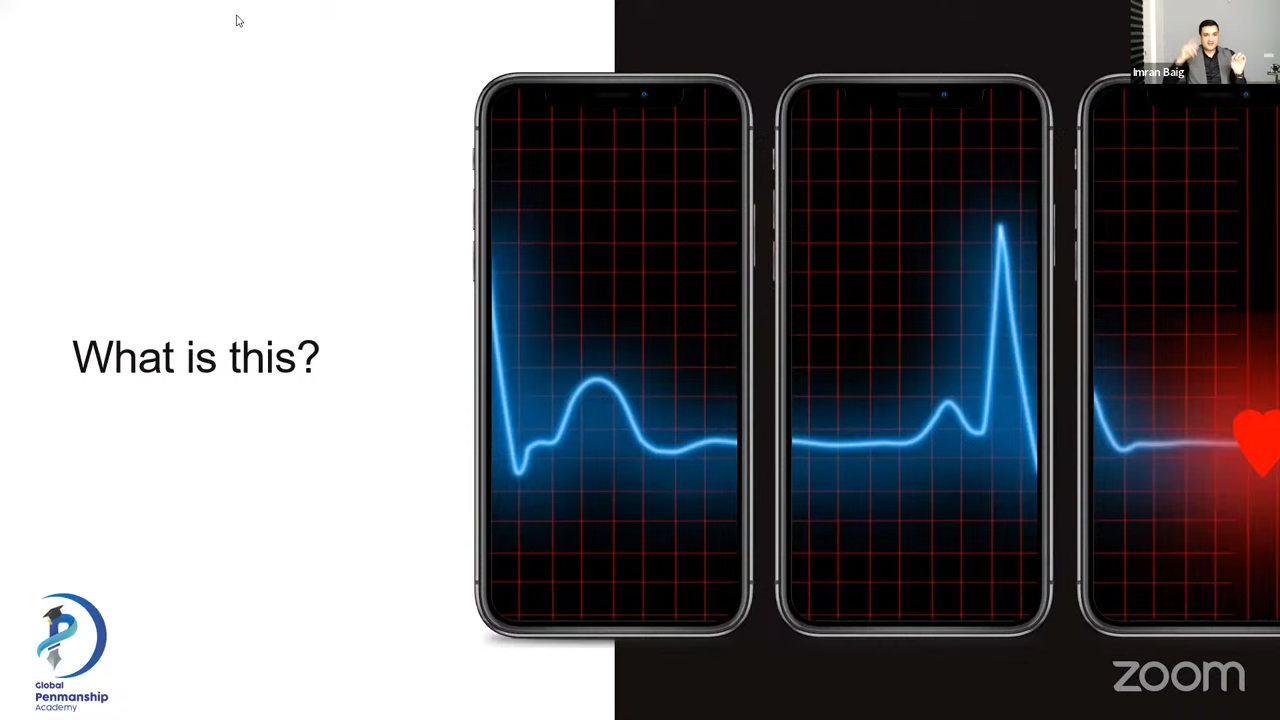 Imran Baig
What is this?
Global
Penmanship
Academy
zoom